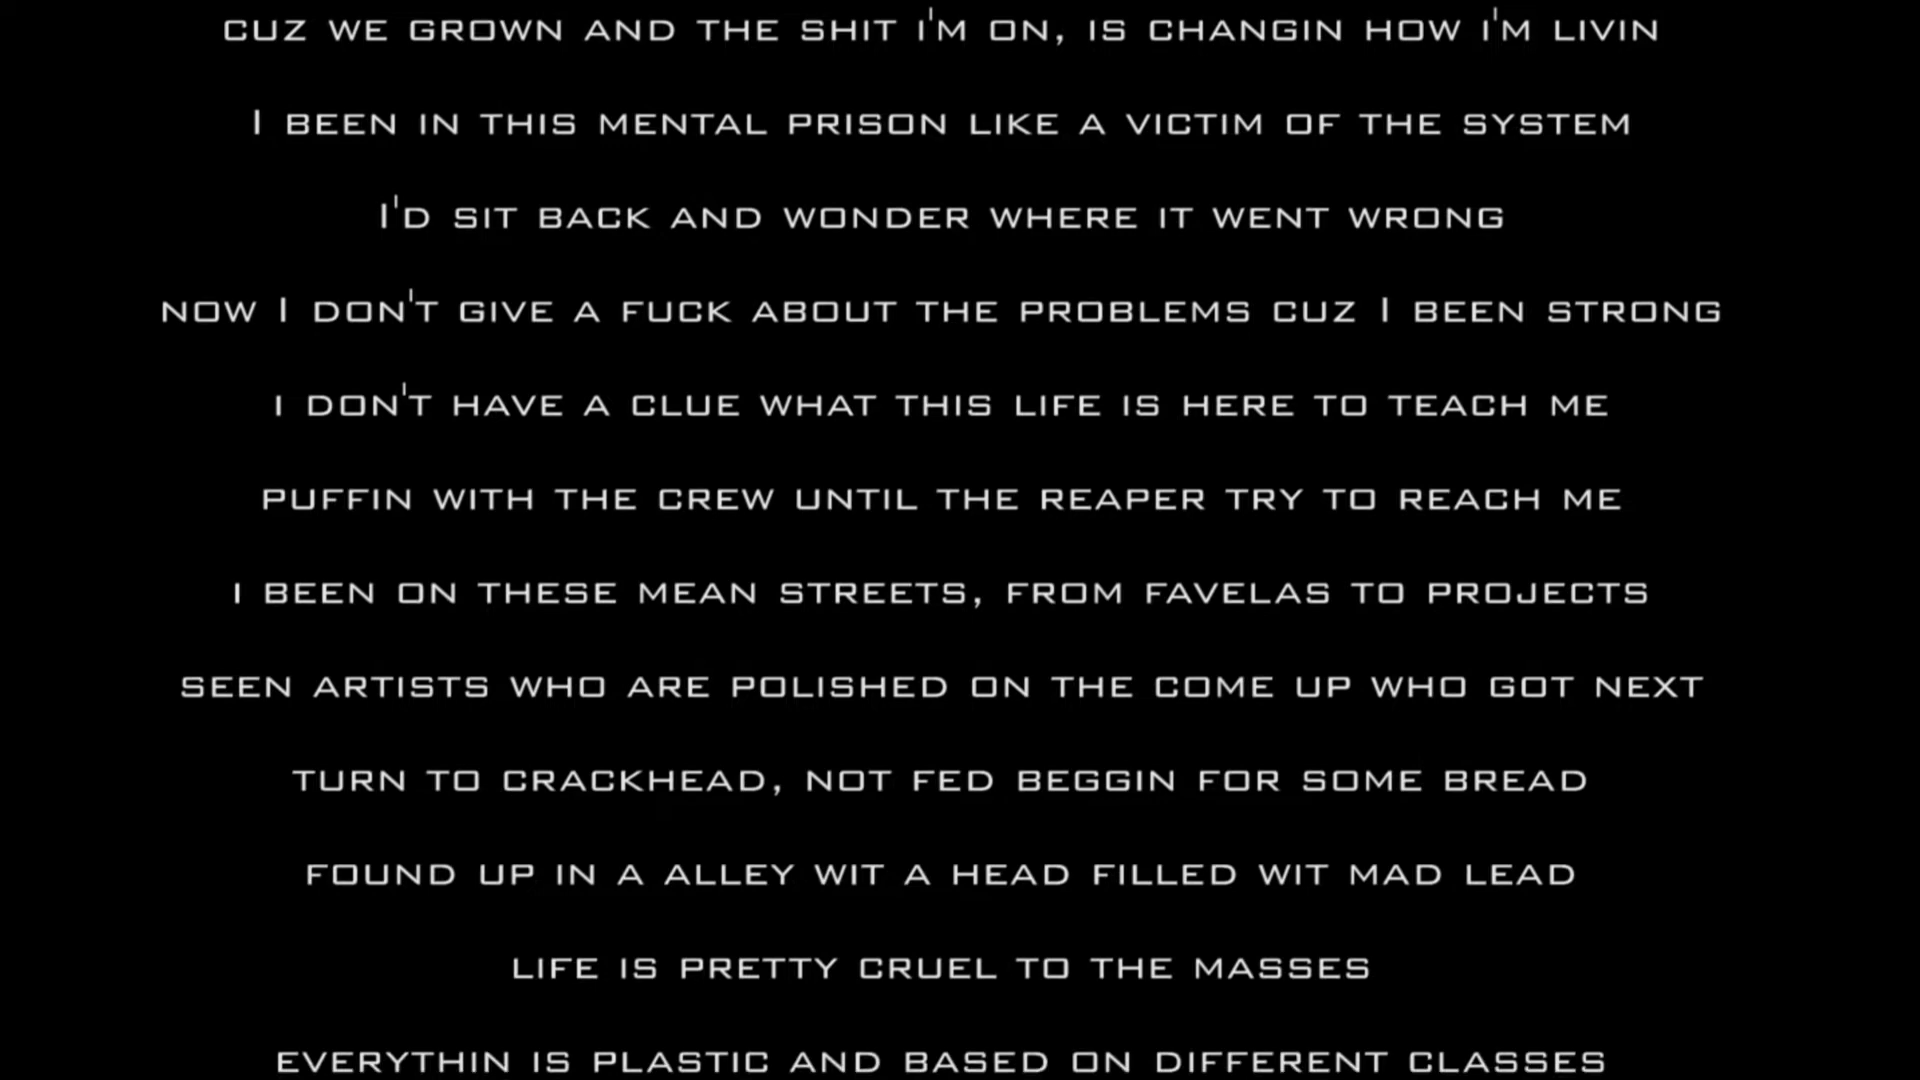 CUZ WE GROWN AND THE SHIT I'M ON, IS CHANGIN HOW I'M LIVIN
I BEEN IN THIS MENTAL PRISON LIKE A VICTIM OF THE SYSTEM
I'D SIT BACK AND WONDER WHERE IT WENT WRONG
NOW I DON'T GIVE A FUCK ABOUT THE PROBLEMS CUZ I BEEN STRONG
I DON'T HAVE A CLUE WHAT THIS LIFE IS HERE TO TEACH ME
PUFFIN WITH THE CREW UNTIL THE REAPER TRY TO REACH ME
I BEEN ON THESE MEAN STREETS, FROM FAVELAS TO PROJECTS
SEEN ARTISTS WHO ARE POLISHED ON THE COME UP WHO GOT NEXT
TURN TO CRACKHEAD, NOT FED BEGGIN FOR SOME BREAD
FOUND UP IN A ALLEY WIT A HEAD FILLED WIT MAD LEAD
LIFE IS PRETTY CRUEL TO THE MASSES
EVERYTHIN IS PLASTIC AND BASED ON DIFFERENT CLASSES